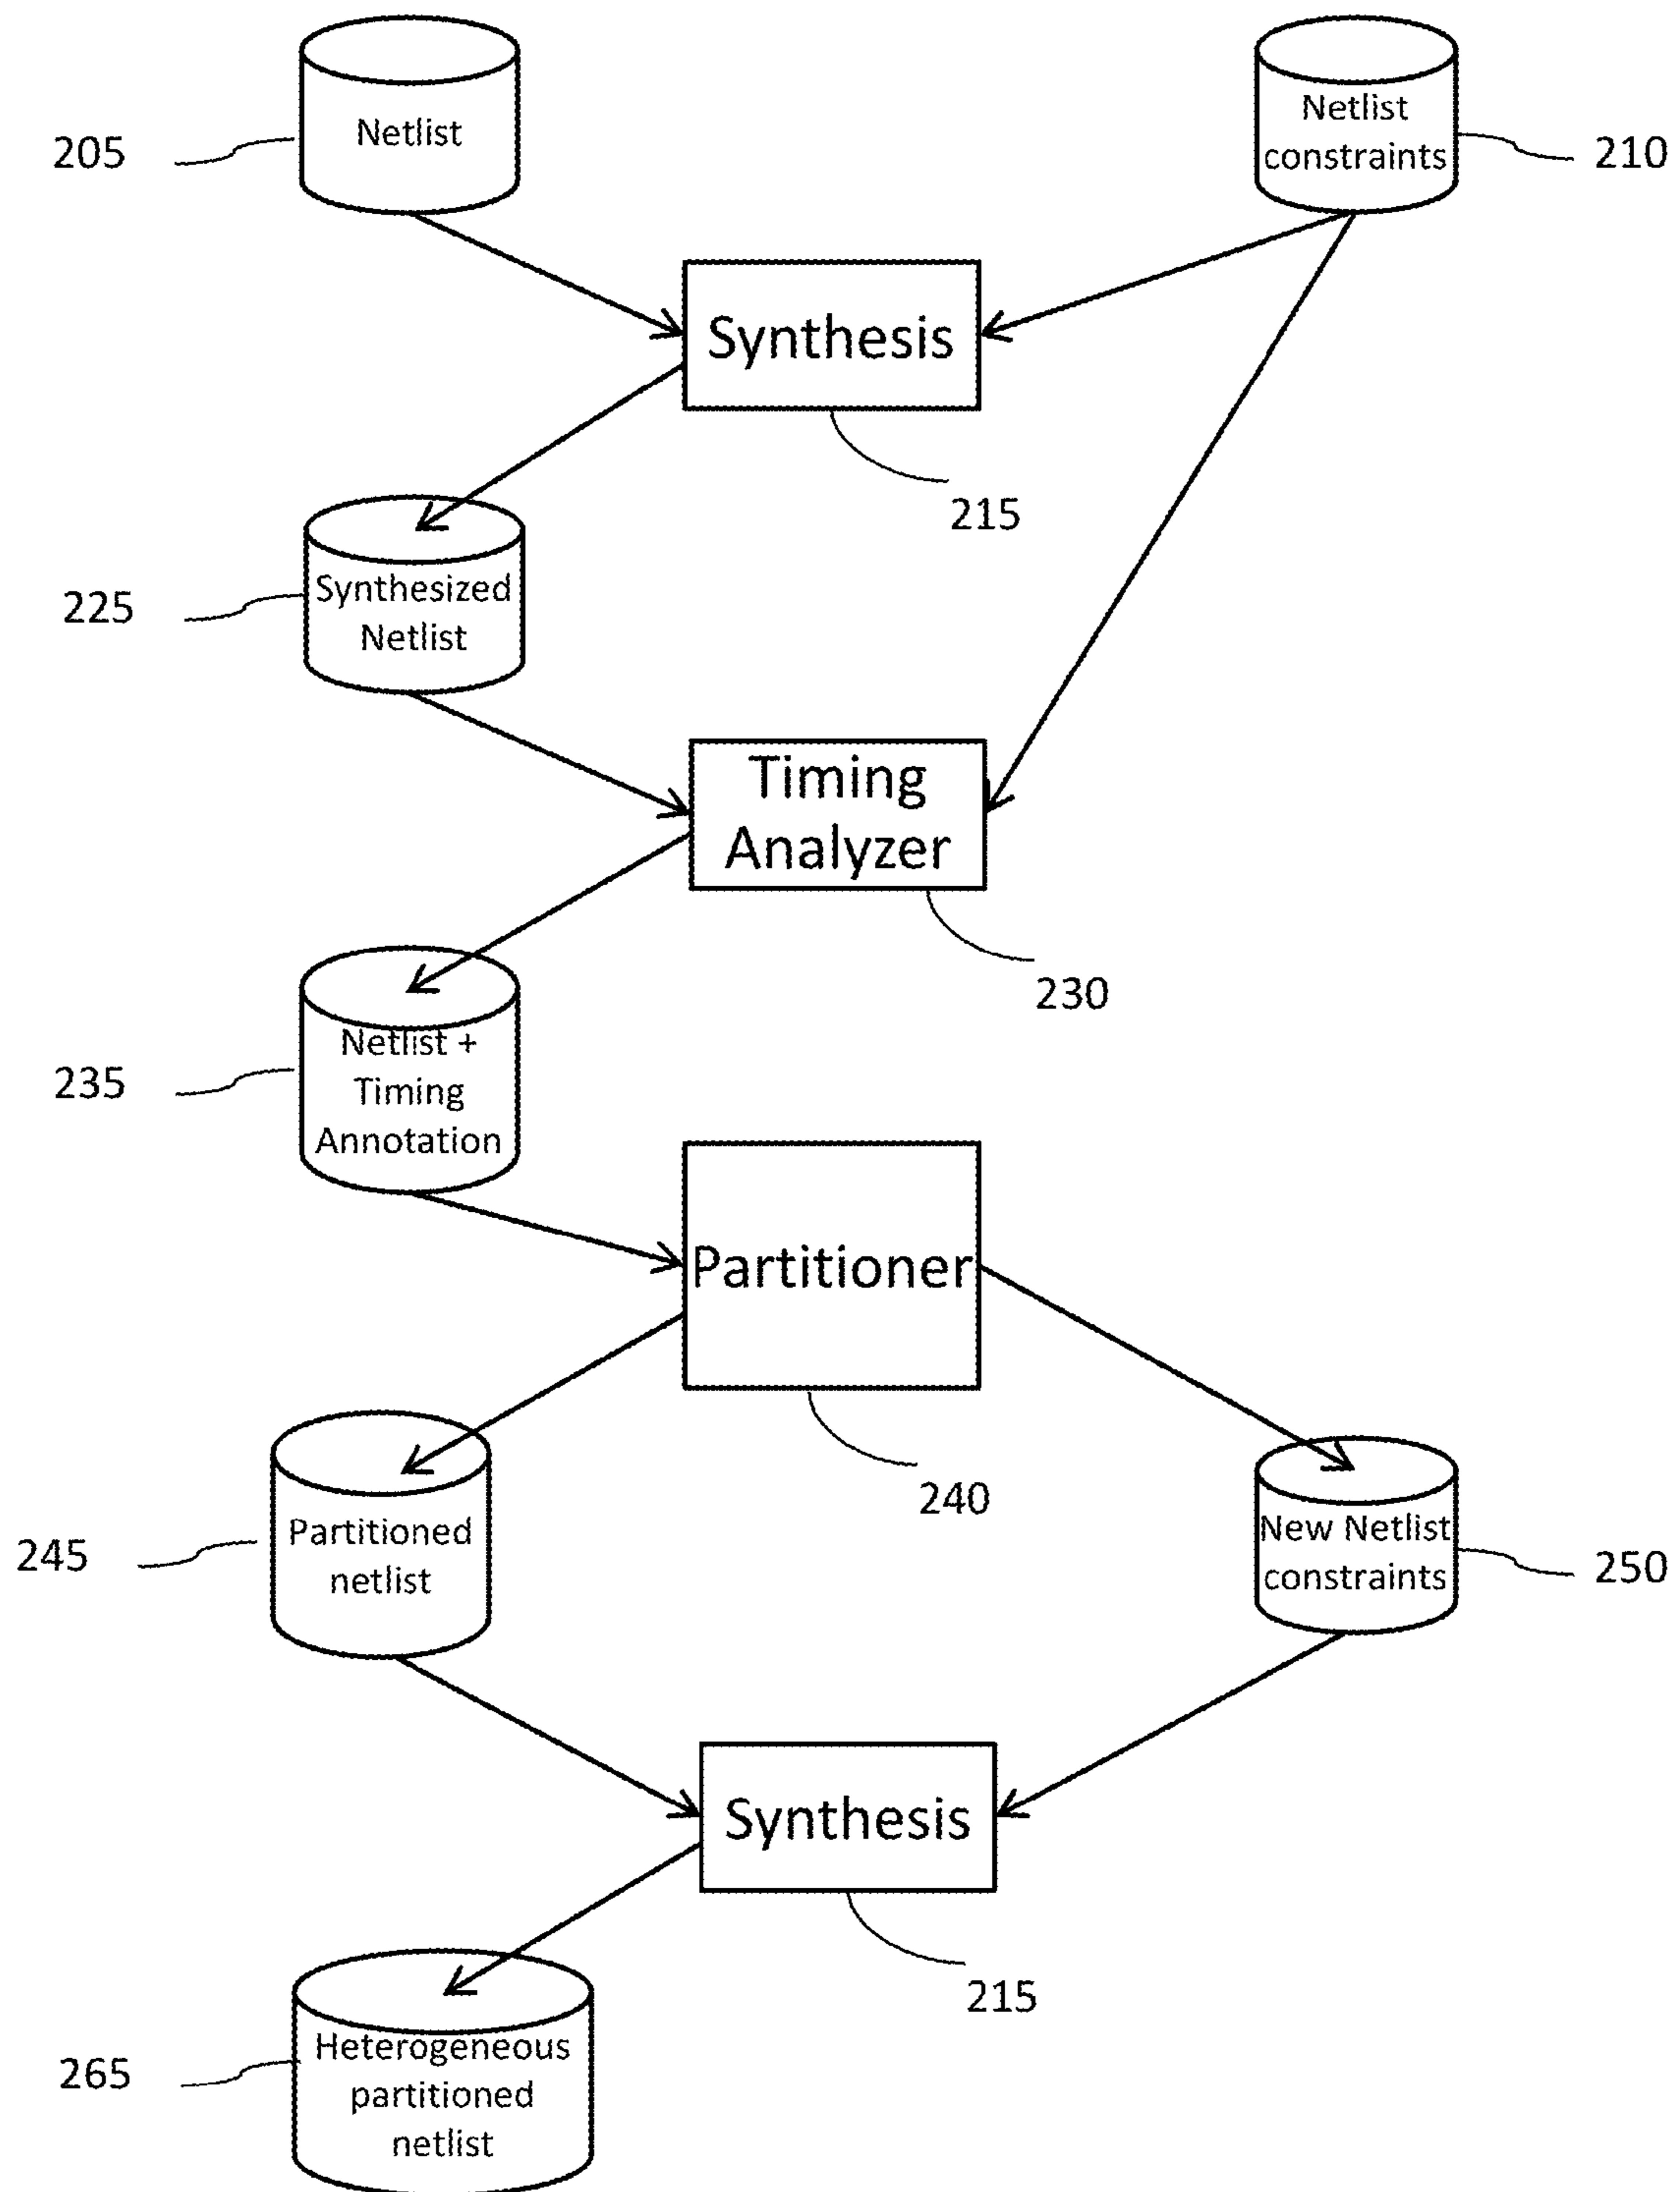 Netlist
205
Netlist
constraints
210
Synthesis
215
Synthesized
Netlist
225
Timing
Analyzer
230
Netlist +
Timing
Annotation
235
Partitioner
240
Partitioned
netlist
245
New Netlist
constraints
250
Synthesis
215
Heterogeneous
partitioned
netlist
265